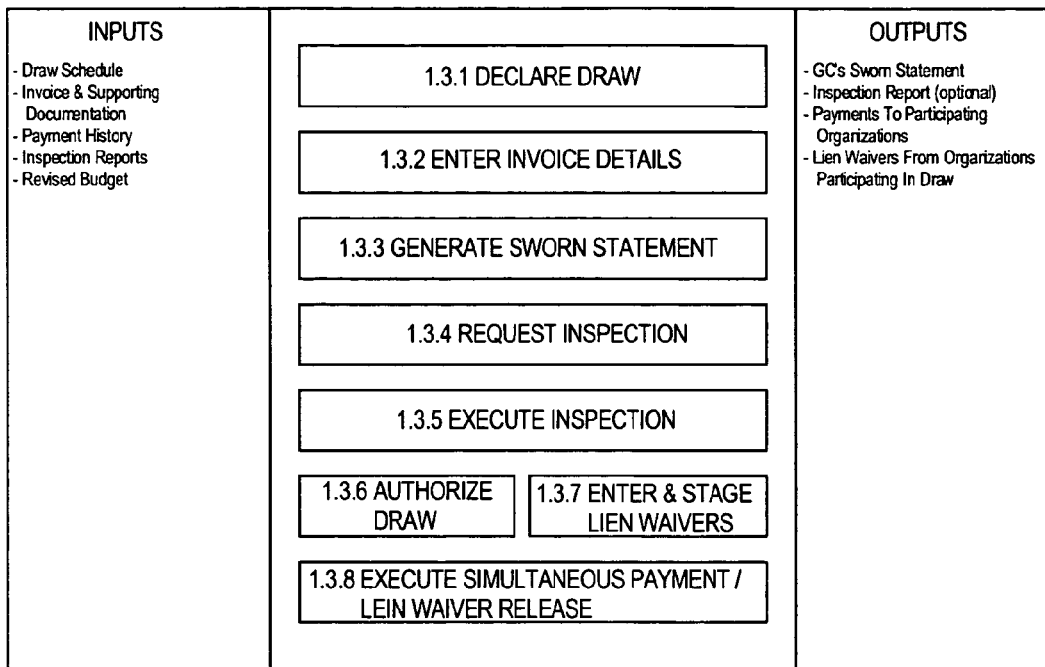 INPUTS
- Draw Schedule
- Invoice & Supporting
Documentation
- Payment History
- Inspection Reports
- Revised Budget
1.3.1 DECLARE DRAW
1.3.2 ENTER INVOICE DETAILS
1.3.3 GENERATE SWORN STATEMENT
1.3.4 REQUEST INSPECTION
1.3.5 EXECUTE INSPECTION
1.3.6 AUTHORIZE
DRAW
1.3.7 ENTER & STAGE
LIEN WAIVERS
1.3.8 EXECUTE SIMULTANEOUS PAYMENT /
LEIN WAIVER RELEASE
OUTPUTS
- GC's Sworn Statement
- Inspection Report (optional)
- Payments To Participating
Organizations
- Lien Waivers From Organizations
Participating In Draw